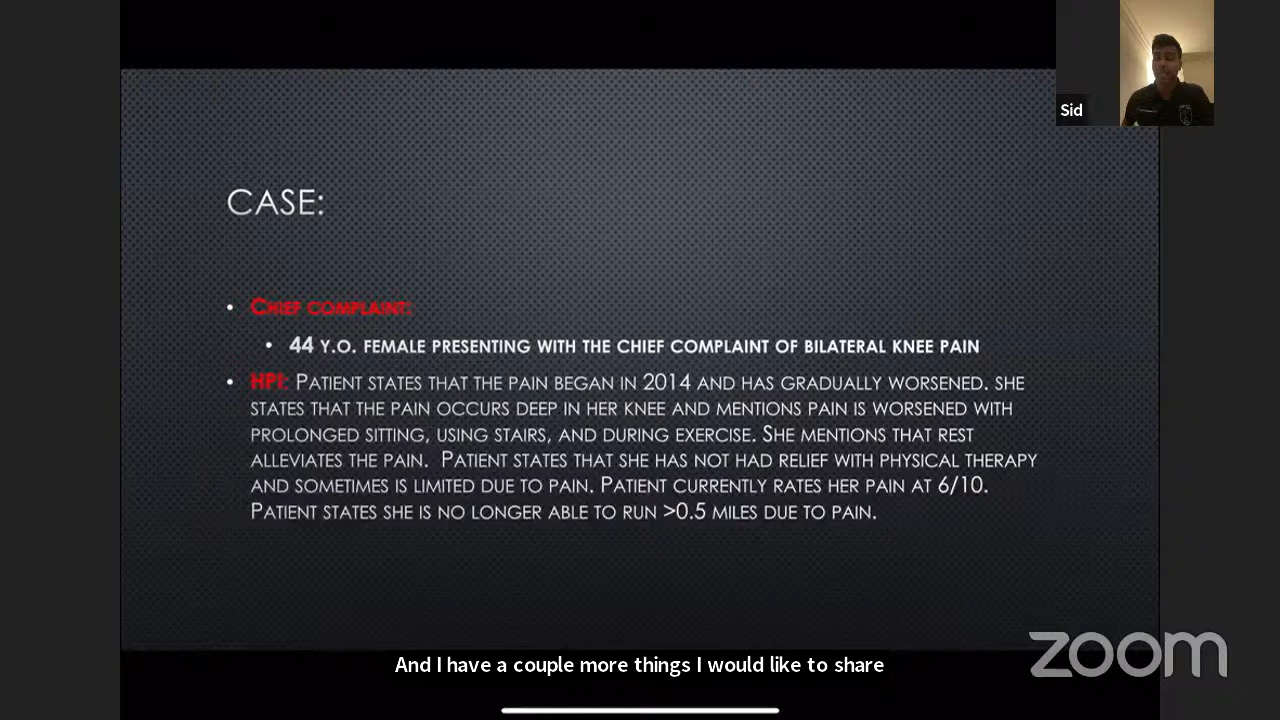 Sid
CASE:
• CHIEF COMPLAINT:
• 44 Y.O. FEMALE PRESENTING WITH THE CHIEF COMPLAINT OF BILATERAL KNEE PAIN
• HPI: PATIENT STATES THAT THE PAIN BEGAN IN 2014 AND HAS GRADUALLY WORSENED. SHE
STATES THAT THE PAIN OCCURS DEEP IN HER KNEE AND MENTIONS PAIN IS WORSENED WITH
PROLONGED SITTING, USING STAIRS, AND DURING EXERCISE. SHE MENTIONS THAT REST
ALLEVIATES THE PAIN. PATIENT STATES THAT SHE HAS NOT HAD RELIEF WITH PHYSICAL THERAPY
AND SOMETIMES IS LIMITED DUE TO PAIN. PATIENT CURRENTLY RATES HER PAIN AT 6/10.
PATIENT STATES SHE IS NO LONGER ABLE TO RUN >0.5 MILES DUE TO PAIN.
zoom
And I have a couple more things I would like to share